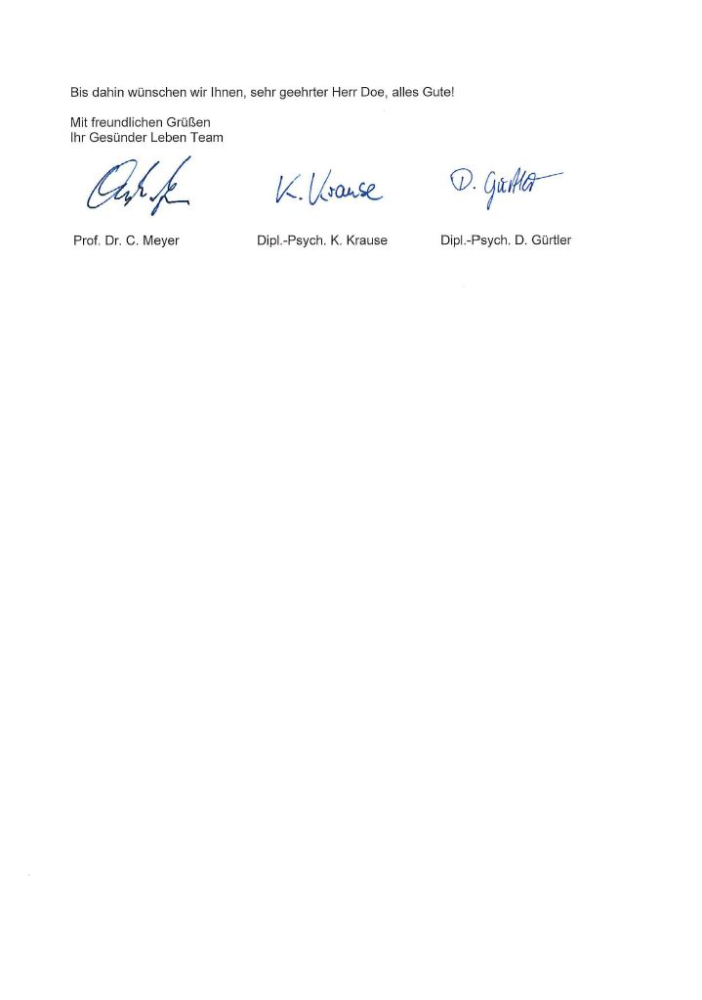 Bis dahin wünschen wir Ihnen, sehr geehrter Herr Doe, alles Gute!
Mit freundlichen Grüßen
Ihr Gesünder Leben Team
K. Krause D. Gürtler
Prof. Dr. C. Meyer Dipl.-Psych. K. Krause Dipl.-Psych. D. Gürtler